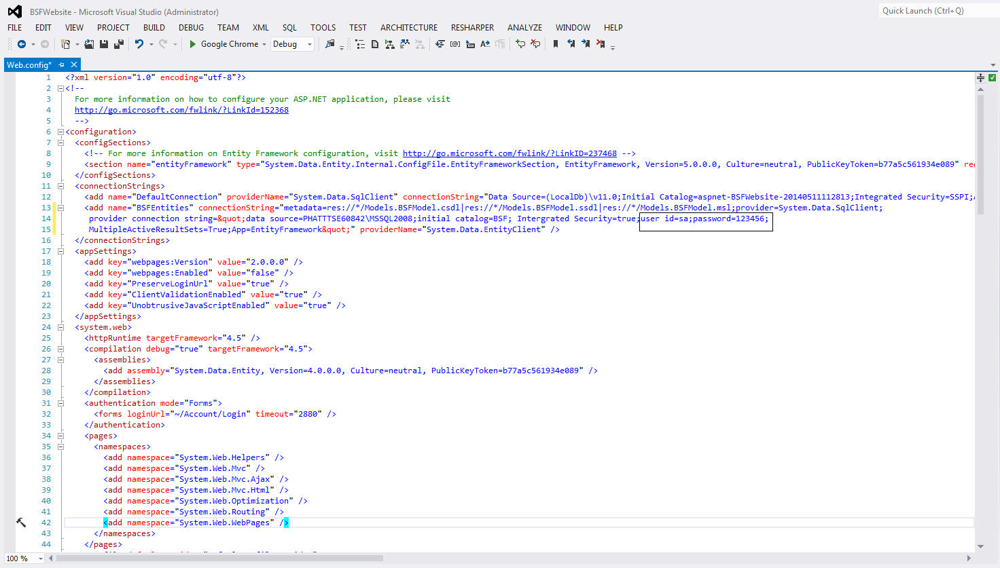 BSFWebsite - Microsoft Visual Studio (Administrator)
Quick Launch (Ctrl+Q)
FILE EDIT VIEW PROJECT BUILD DEBUG TEAM XML SQL TOOLS TEST ARCHITECTURE RESHARPER ANALYZE WINDOW HELP
Google Chrome Debug
Web.config*
1 <?xml version="1.0" encoding="utf-8"?>
2 <!--
3 For more information on how to configure your ASP.NET application, please visit
4 http://go.microsoft.com/fwlink/?LinkId=152368
5 -->
6 <configuration>
7 <configSections>
8 <!-- For more information on Entity Framework configuration, visit http://go.microsoft.com/fwlink/?LinkID=237468 -->
9 <section name="entityFramework" type="System.Data.Entity.Internal.ConfigFile.EntityFrameworkSection, EntityFramework, Version=5.0.0.0, Culture=neutral, PublicKeyToken=b77a5c561934e089" req
10 </configSections>
11 <connectionStrings>
12 <add name="DefaultConnection" providerName="System.Data.SqlClient" connectionString="Data Source=(LocalDb)\v11.0;Initial Catalog=aspnet-BSFWebsite-20140511112813;Integrated Security=SSPI;
13 <add name="BSFEntities" connectionString="metadata=res://*/Models.BSFModel.csdl|res://*/Models.BSFModel.ssdl|res://*/Models.BSFModel.msl;provider=System.Data.SqlClient;
14 provider connection string=&quot;data source=PHATTTSE60842\MSSQL2008;initial catalog=BSF; Intergrated Security=true;user id=sa;password=123456;
15 MultipleActiveResultSets=True;App=EntityFramework&quot;" providerName="System.Data.EntityClient" />
16 </connectionStrings>
17 <appSettings>
18 <add key="webpages:Version" value="2.0.0.0" />
19 <add key="webpages:Enabled" value="false" />
20 <add key="PreserveLoginUrl" value="true" />
21 <add key="ClientValidationEnabled" value="true" />
22 <add key="UnobtrusiveJavaScriptEnabled" value="true" />
23 </appSettings>
24 <system.web>
25 <httpRuntime targetFramework="4.5" />
26 <compilation debug="true" targetFramework="4.5">
27 <assemblies>
28 <add assembly="System.Data.Entity, Version=4.0.0.0, Culture=neutral, PublicKeyToken=b77a5c561934e089" />
29 </assemblies>
30 </compilation>
31 <authentication mode="Forms">
32 <forms loginUrl="~/Account/Login" timeout="2880" />
33 </authentication>
34 <pages>
35 <namespaces>
36 <add namespace="System.Web.Helpers" />
37 <add namespace="System.Web.Mvc" />
38 <add namespace="System.Web.Mvc.Ajax" />
39 <add namespace="System.Web.Mvc.Html" />
40 <add namespace="System.Web.Optimization" />
41 <add namespace="System.Web.Routing" />
42 <add namespace="System.Web.WebPages" />
43 </namespaces>
44 </pages>
100 %